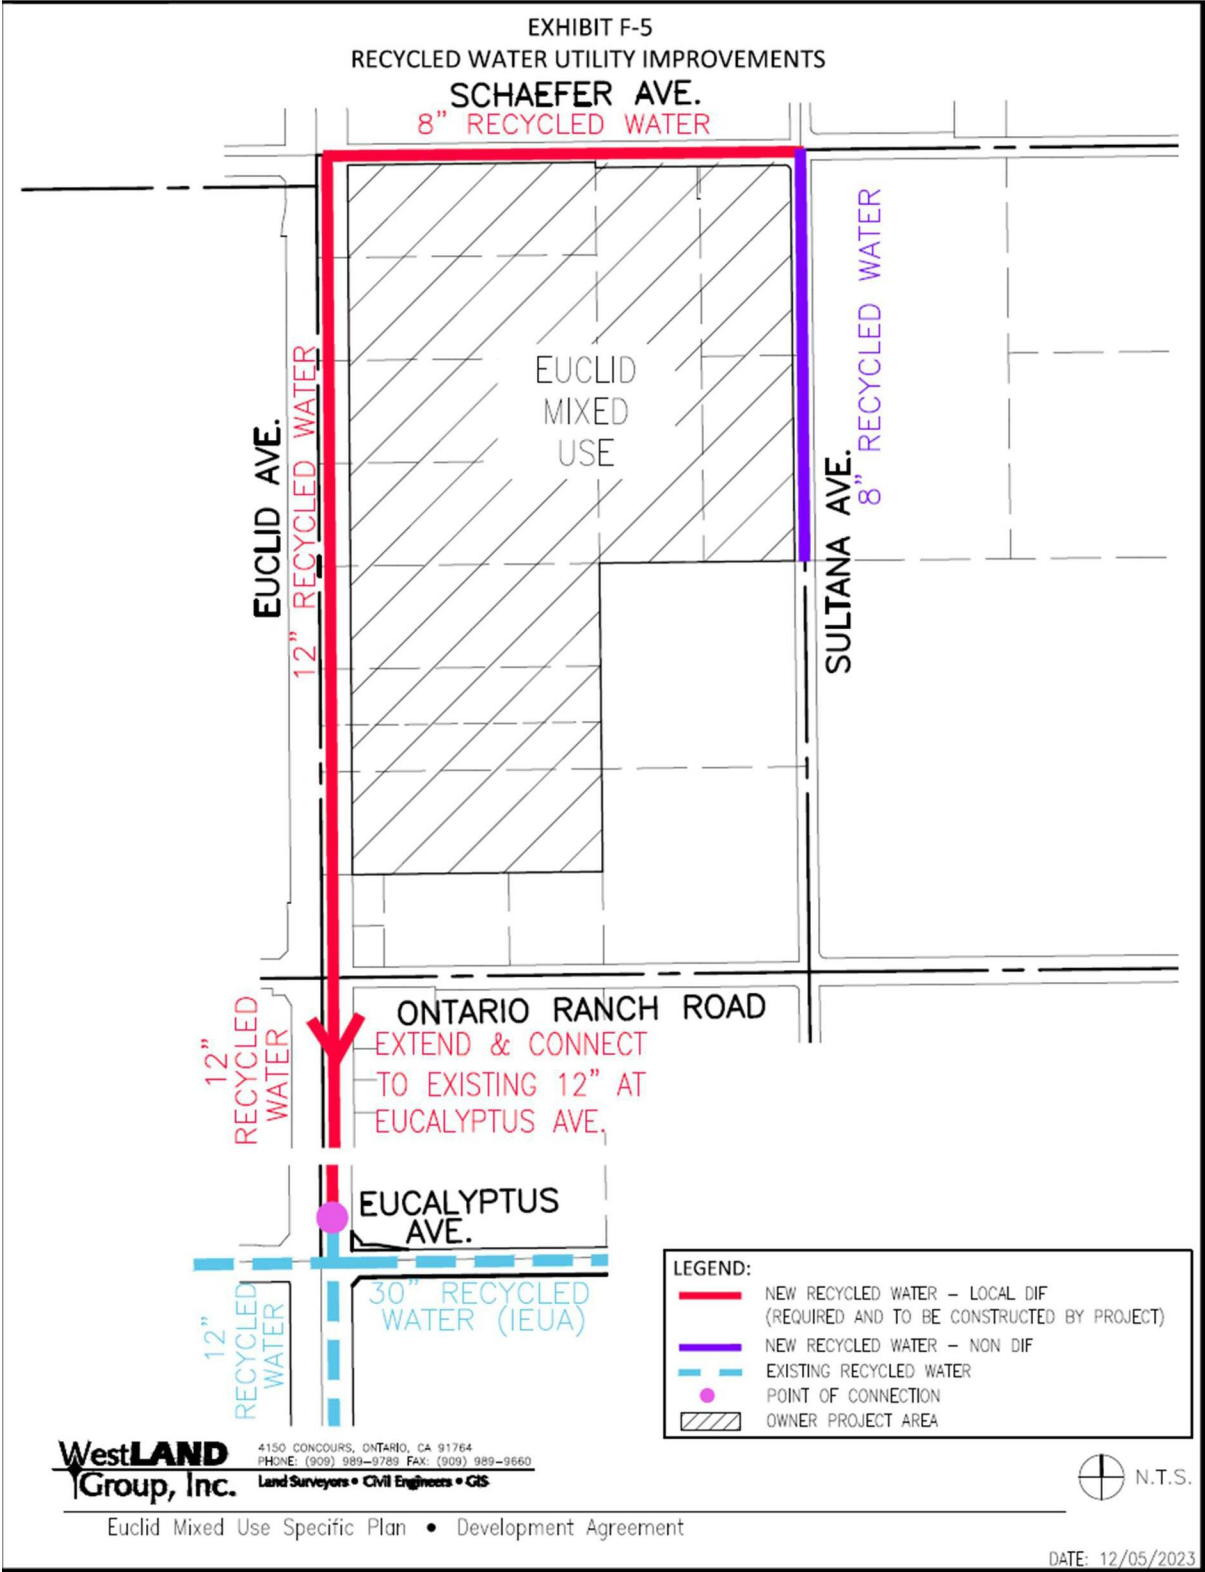 EXHIBIT F-5
RECYCLED WATER UTILITY IMPROVEMENTS
SCHAEFER AVE.
8" RECYCLED WATER
EUCLID AVE.
12" RECYCLED WATER
EUCLID
MIXED
USE
SULTANA AVE.
8" RECYCLED WATER
ONTARIO RANCH ROAD
12"
RECYCLED
WATER
EXTEND & CONNECT
TO EXISTING 12" AT
EUCALYPTUS AVE.
EUCALYPTUS
AVE.
30" RECYCLED
WATER (IEUA)
12"
RECYCLED
WATER
LEGEND:
NEW RECYCLED WATER – LOCAL DIF
(REQUIRED AND TO BE CONSTRUCTED BY PROJECT)
NEW RECYCLED WATER – NON DIF
EXISTING RECYCLED WATER
POINT OF CONNECTION
OWNER PROJECT AREA
WestLAND
Group, Inc.
4150 CONCOURS, ONTARIO, CA 91764
PHONE: (909) 989–9789 FAX: (909) 989–9660
Land Surveyors • Civil Engineers • GIS
N.T.S.
Euclid Mixed Use Specific Plan • Development Agreement
DATE: 12/05/2023